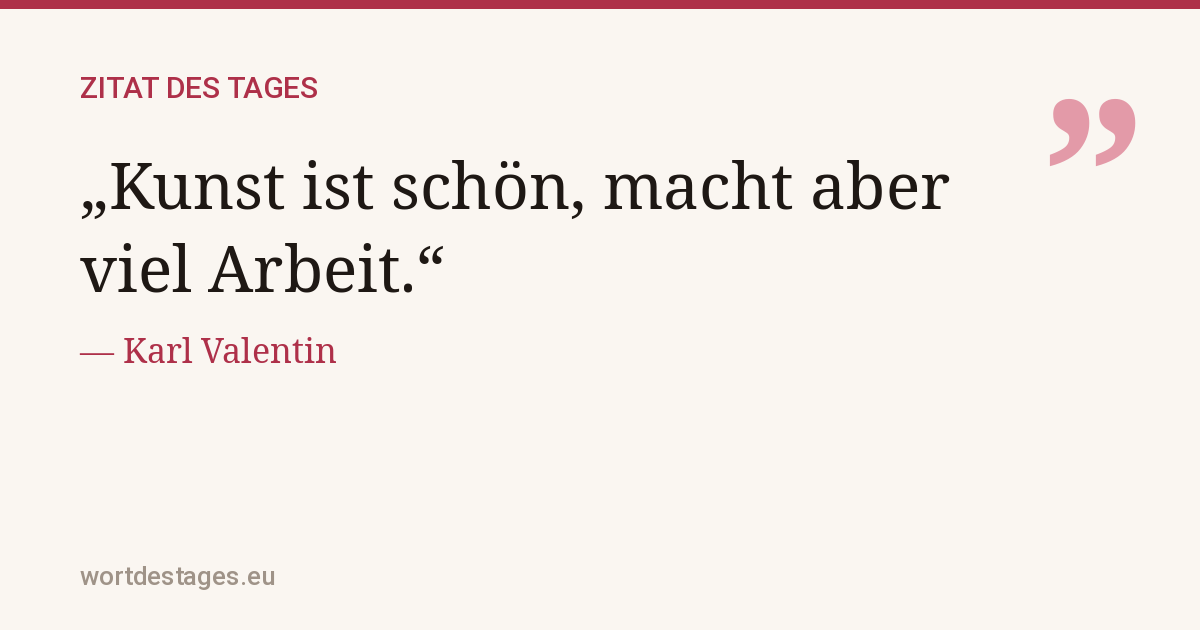 ZITAT DES TAGES
„Kunst ist schön, macht aber
viel Arbeit.“
— Karl Valentin
wortdestages.eu